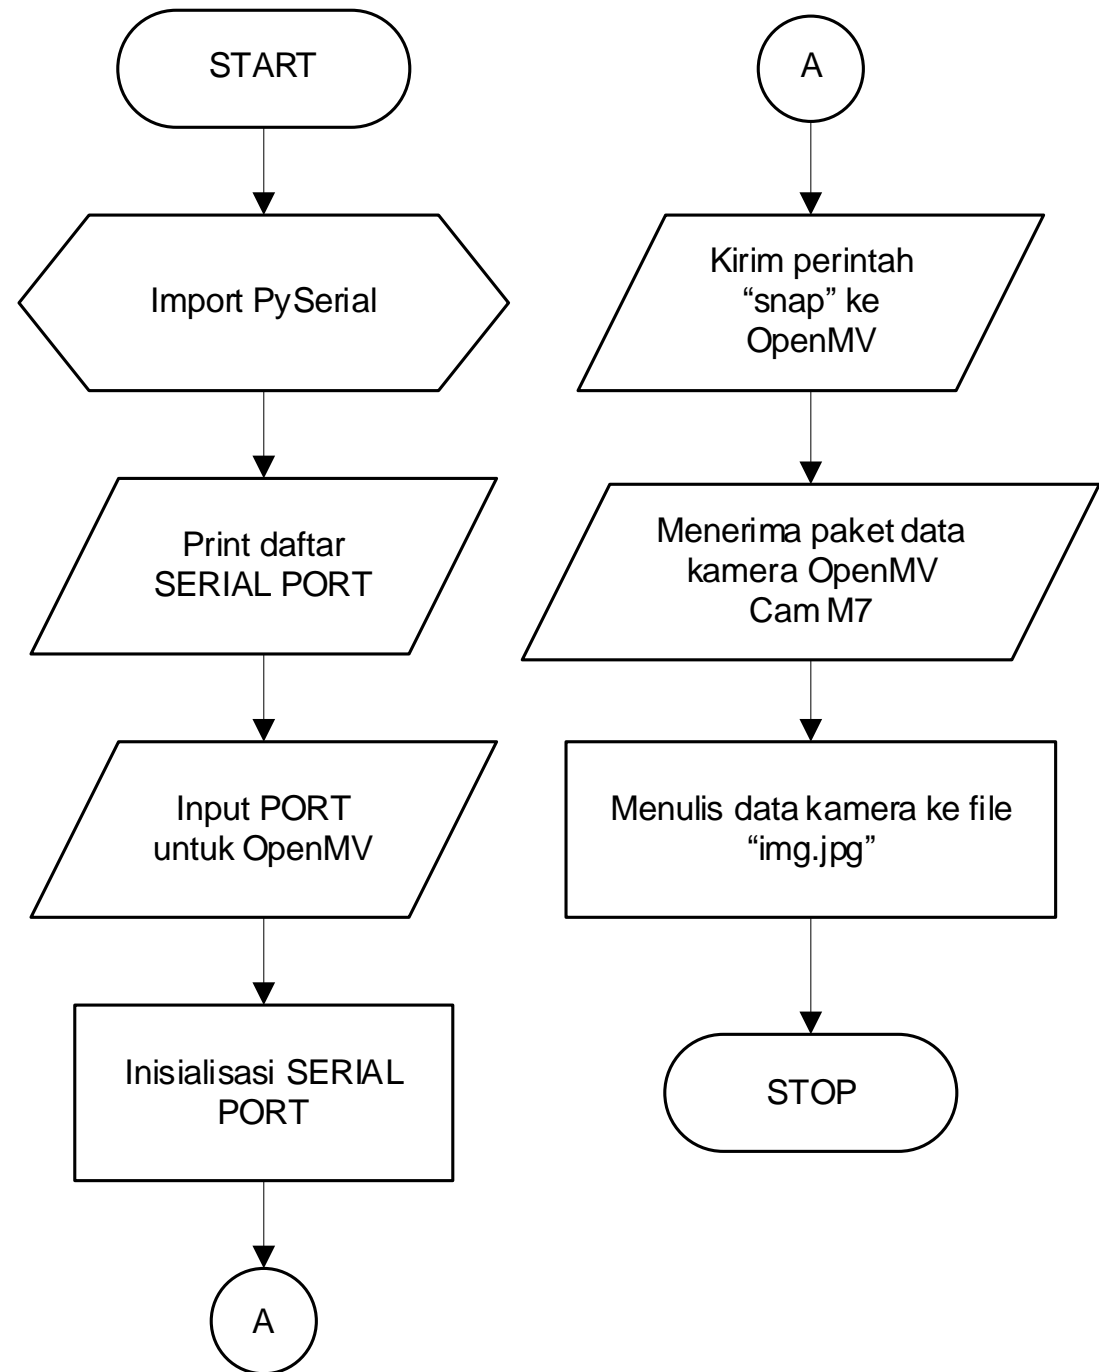 START
Import PySerial
Print daftar
SERIAL PORT
Input PORT
untuk OpenMV
Inisialisasi SERIAL
PORT
A
A
Kirim perintah
“snap” ke
OpenMV
Menerima paket data
kamera OpenMV
Cam M7
Menulis data kamera ke file
“img.jpg”
STOP